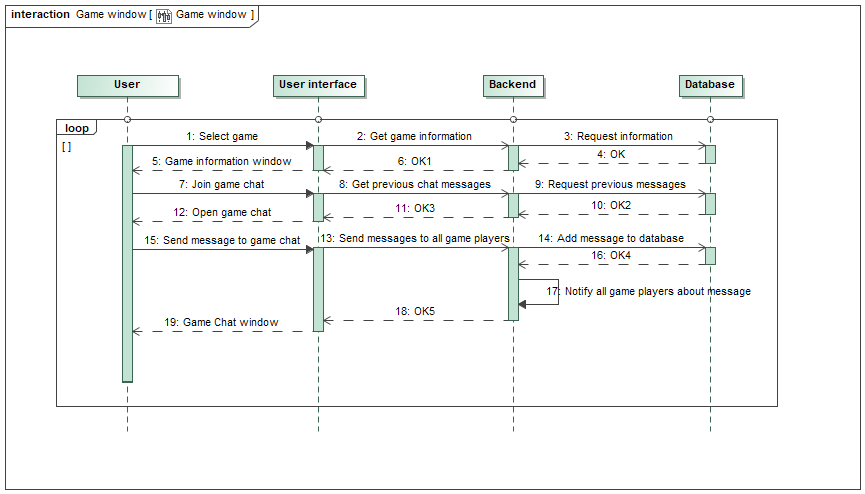 interaction Game window [ Game window ]
User
User interface
Backend
Database
loop
[ ]
1: Select game
2: Get game information
3: Request information
4: OK
5: Game information window
6: OK1
7: Join game chat
8: Get previous chat messages
9: Request previous messages
10: OK2
11: OK3
12: Open game chat
15: Send message to game chat
13: Send messages to all game players
14: Add message to database
16: OK4
17: Notify all game players about message
18: OK5
19: Game Chat window